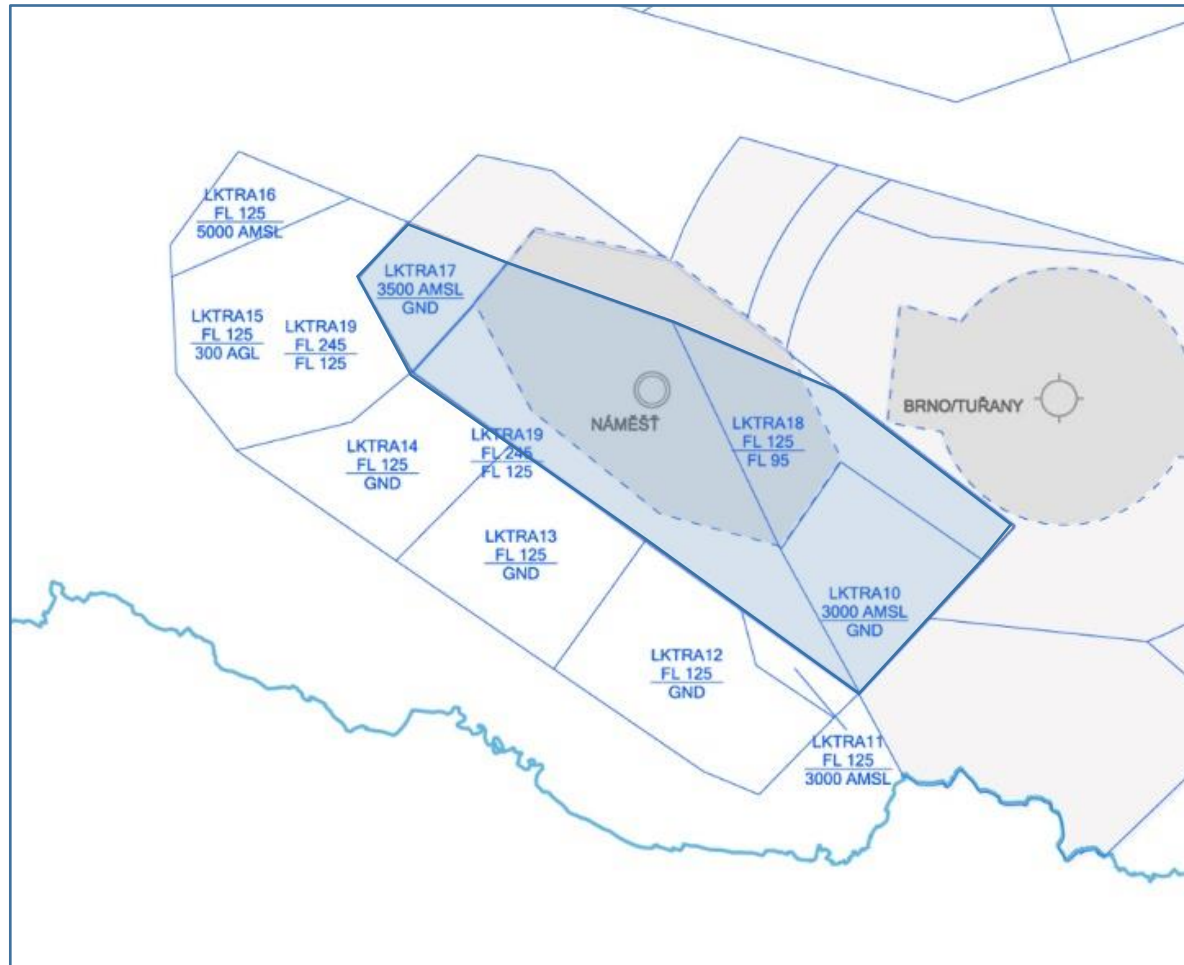 LKTRA16
FL 125
5000 AMSL
LKTRA17
3500 AMSL
GND
LKTRA15
FL 125
300 AGL
LKTRA19
FL 245
FL 125
NÁMĚŠŤ
BRNO/TUŘANY
LKTRA18
FL 125
FL 95
LKTRA14
FL 125
GND
LKTRA19
FL 245
FL 125
LKTRA13
FL 125
GND
LKTRA10
3000 AMSL
GND
LKTRA12
FL 125
GND
LKTRA11
FL 125
3000 AMSL